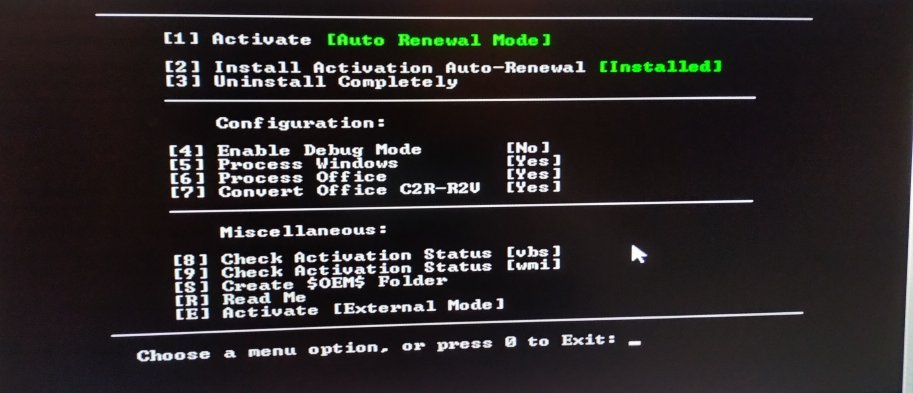 [1] Activate [Auto Renewal Mode]
[2] Install Activation Auto-Renewal [Installed]
[3] Uninstall Completely
Configuration:
[4] Enable Debug Mode [No]
[5] Process Windows [Yes]
[6] Process Office [Yes]
[7] Convert Office C2R-R2V [Yes]
Miscellaneous:
[8] Check Activation Status [vbs]
[9] Check Activation Status [wmi]
[S] Create $OEM$ Folder
[R] Read Me
[E] Activate [External Mode]
Choose a menu option, or press 0 to Exit: _